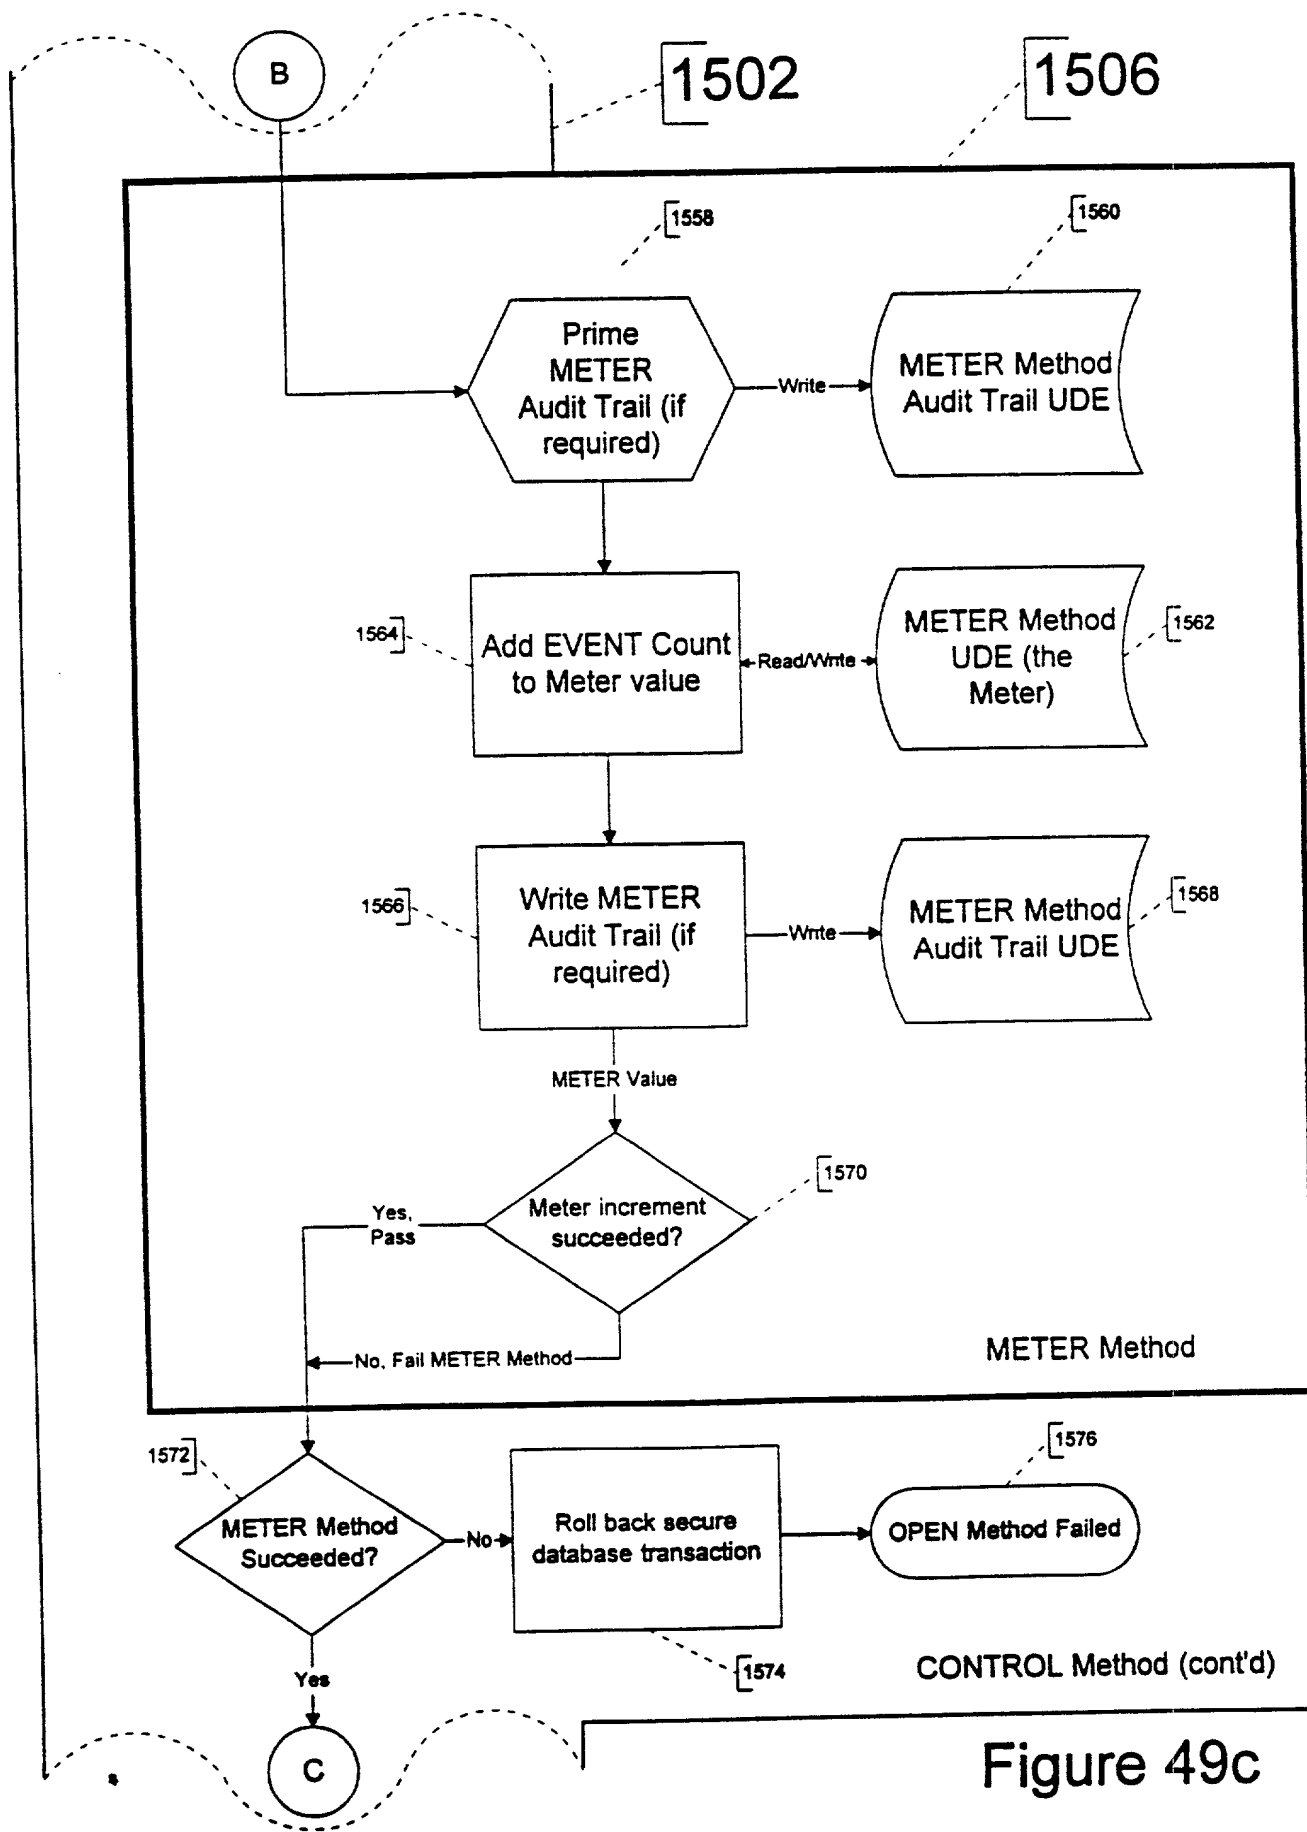 B
1502
1506
1558
1560
Prime
METER
Audit Trail (if
required)
Write
METER Method
Audit Trail UDE
1564
Add EVENT Count
to Meter value
Read/Write
METER Method
UDE (the
Meter)
1562
1566
Write METER
Audit Trail (if
required)
Write
METER Method
Audit Trail UDE
1568
METER Value
Meter increment
succeeded?
1570
Yes,
Pass
No, Fail METER Method
METER Method
1572
METER Method
Succeeded?
No
Roll back secure
database transaction
1576
OPEN Method Failed
1574
Yes
CONTROL Method (cont'd)
C
Figure 49c